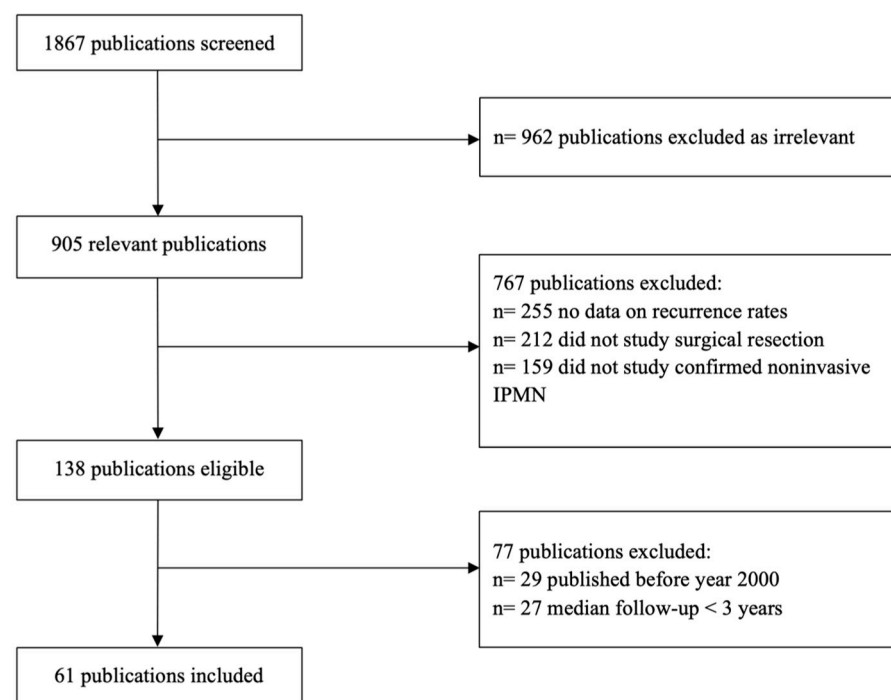 1867 publications screened
n= 962 publications excluded as irrelevant
905 relevant publications
767 publications excluded:
n= 255 no data on recurrence rates
n= 212 did not study surgical resection
n= 159 did not study confirmed noninvasive
IPMN
138 publications eligible
77 publications excluded:
n= 29 published before year 2000
n= 27 median follow-up < 3 years
61 publications included